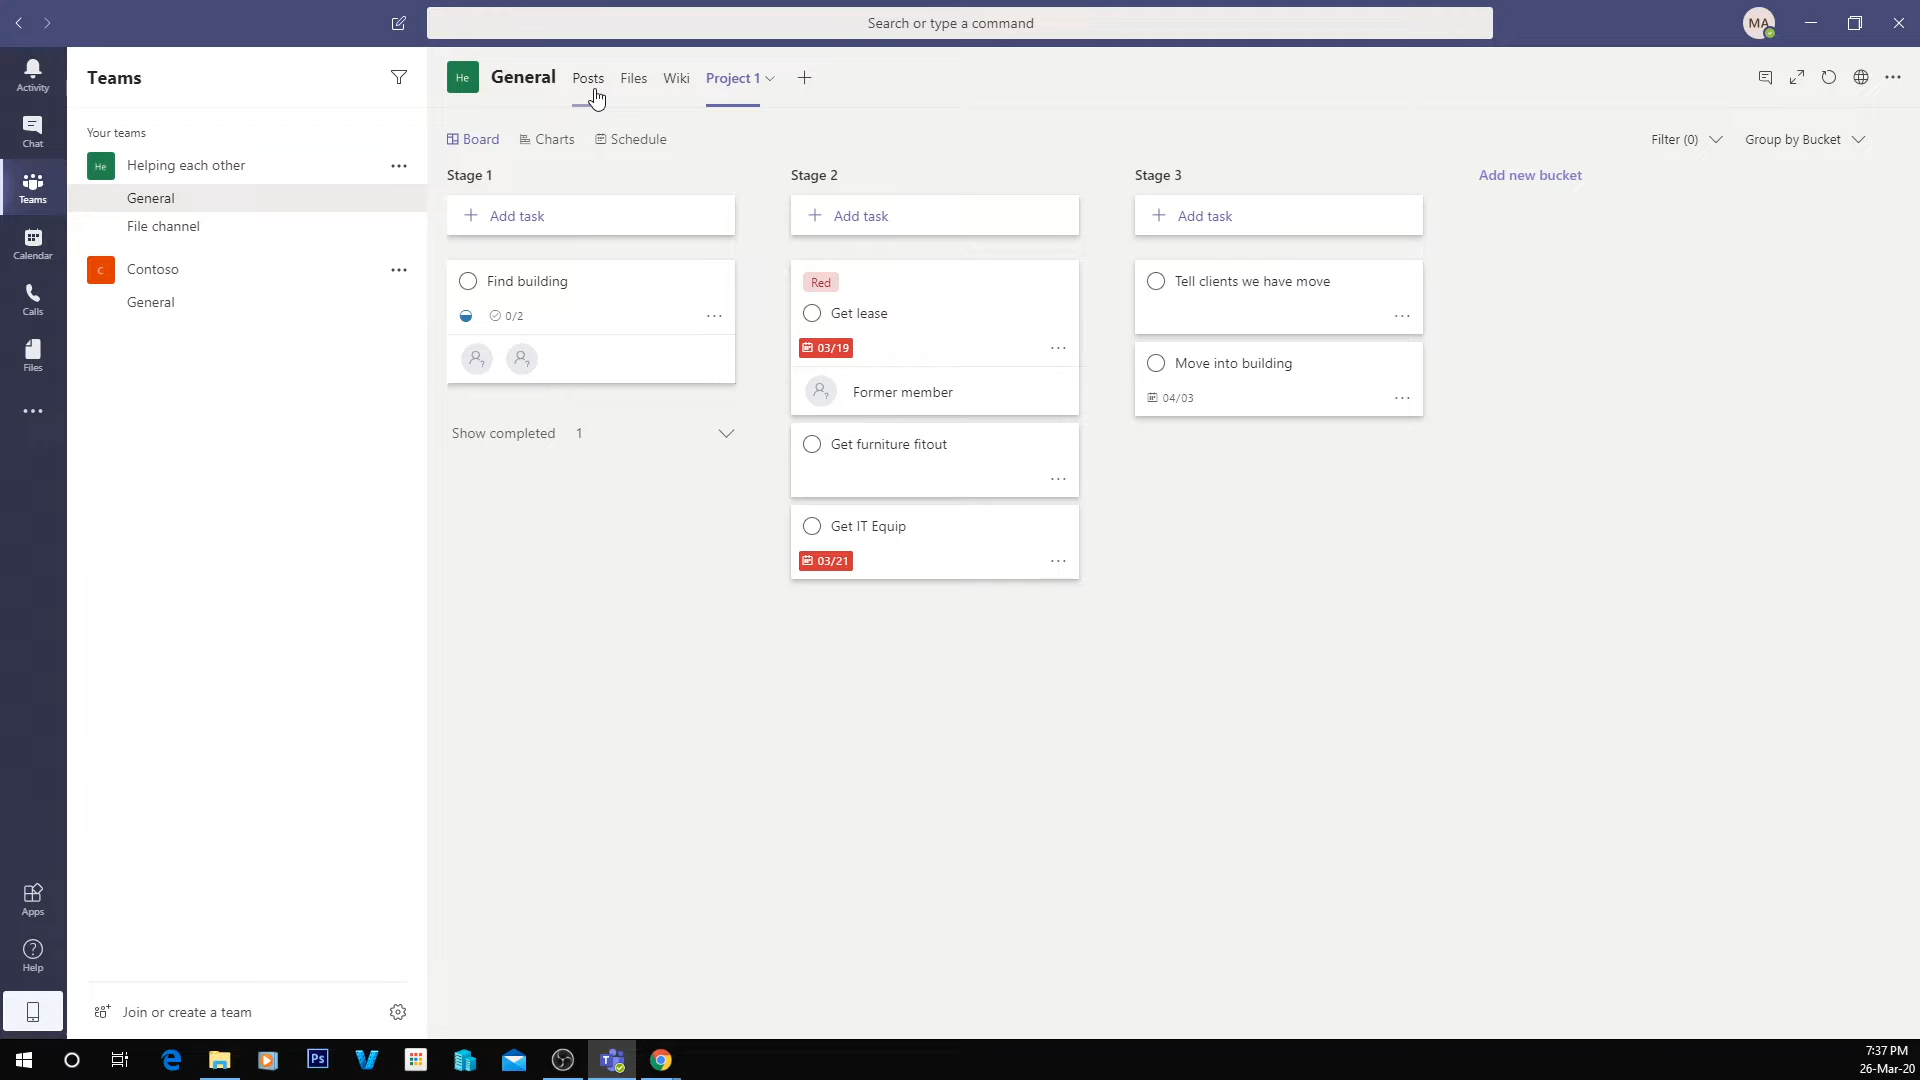 Search or type a command
MA
Activity
Chat
Teams
Calendar
Calls
Files
Apps
Help
Teams
Your teams
He
Helping each other
General
File channel
C
Contoso
General
Join or create a team
He
General
Posts
Files
Wiki
Project 1
Board
Charts
Schedule
Filter (0)
Group by Bucket
Stage 1
Add task
Find building
0/2
Show completed 1
Stage 2
Add task
Red
Get lease
03/19
Former member
Get furniture fitout
Get IT Equip
03/21
Stage 3
Add task
Tell clients we have move
Move into building
04/03
Add new bucket
Ps
7:37 PM
26-Mar-20